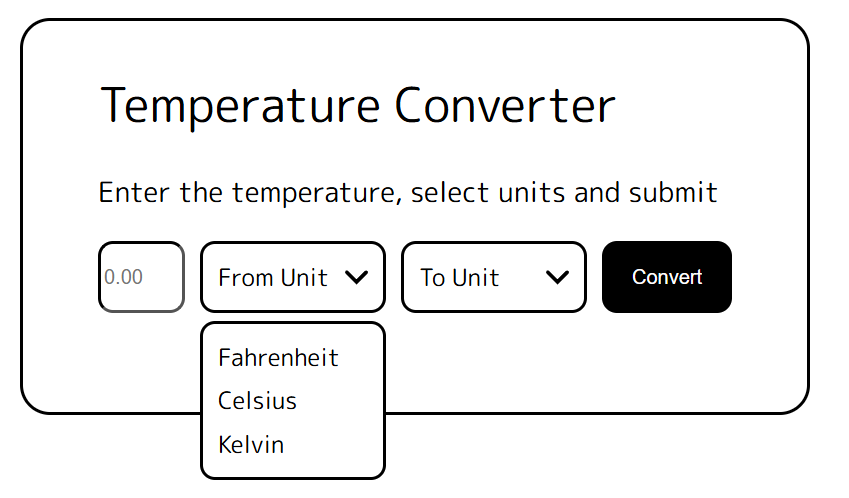 Temperature Converter
Enter the temperature, select units and submit
0.00 From Unit To Unit Convert
Fahrenheit
Celsius
Kelvin